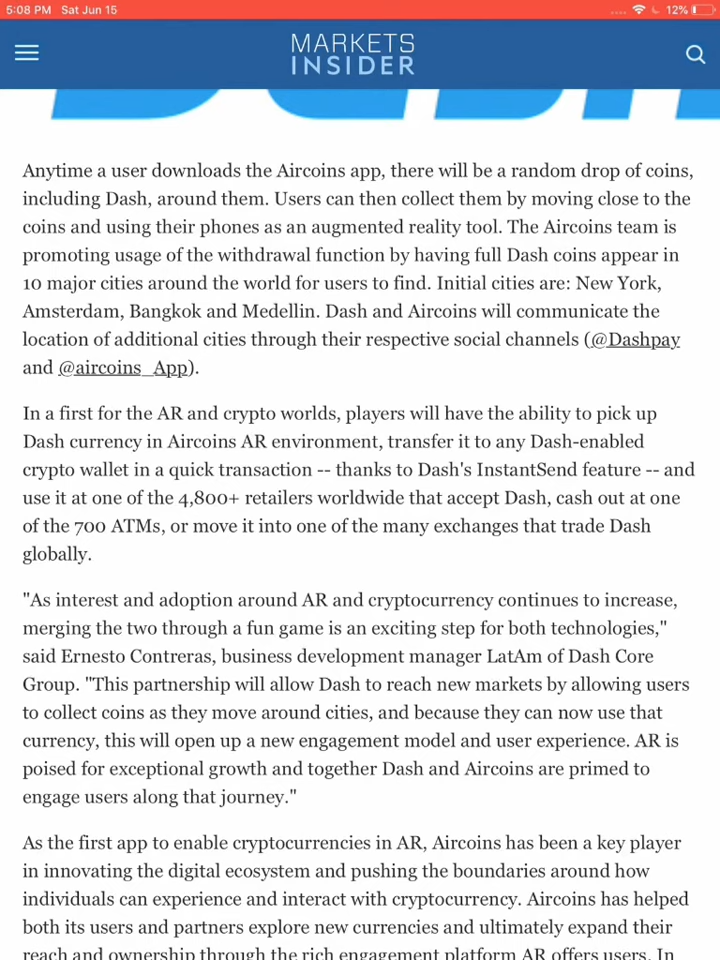 5:08 PM Sat Jun 15
12%
MARKETS
INSIDER
Anytime a user downloads the Aircoins app, there will be a random drop of coins,
including Dash, around them. Users can then collect them by moving close to the
coins and using their phones as an augmented reality tool. The Aircoins team is
promoting usage of the withdrawal function by having full Dash coins appear in
10 major cities around the world for users to find. Initial cities are: New York,
Amsterdam, Bangkok and Medellin. Dash and Aircoins will communicate the
location of additional cities through their respective social channels (@Dashpay
and @aircoins_App).
In a first for the AR and crypto worlds, players will have the ability to pick up
Dash currency in Aircoins AR environment, transfer it to any Dash-enabled
crypto wallet in a quick transaction -- thanks to Dash's InstantSend feature -- and
use it at one of the 4,800+ retailers worldwide that accept Dash, cash out at one
of the 700 ATMs, or move it into one of the many exchanges that trade Dash
globally.
"As interest and adoption around AR and cryptocurrency continues to increase,
merging the two through a fun game is an exciting step for both technologies,"
said Ernesto Contreras, business development manager LatAm of Dash Core
Group. "This partnership will allow Dash to reach new markets by allowing users
to collect coins as they move around cities, and because they can now use that
currency, this will open up a new engagement model and user experience. AR is
poised for exceptional growth and together Dash and Aircoins are primed to
engage users along that journey."
As the first app to enable cryptocurrencies in AR, Aircoins has been a key player
in innovating the digital ecosystem and pushing the boundaries around how
individuals can experience and interact with cryptocurrency. Aircoins has helped
both its users and partners explore new currencies and ultimately expand their
reach and ownership through the rich engagement platform AR offers users. In